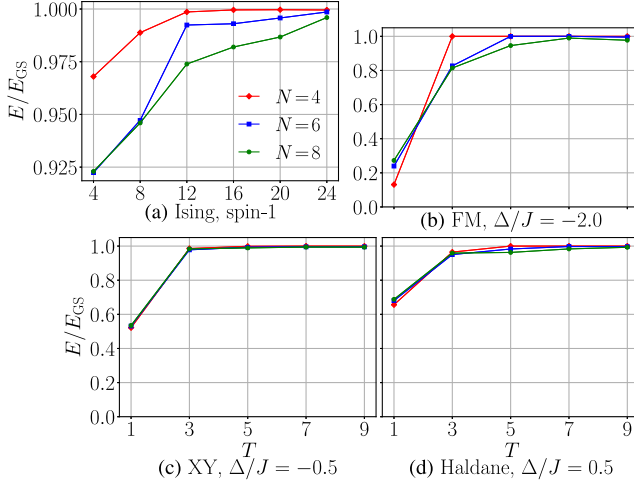 1.000
0.975
0.950
0.925
E/E_GS
N=4
N=6
N=8
4 8 12 16 20 24
(a) Ising, spin-1
1.0
0.8
0.6
0.4
0.2
0.0
(b) FM, Δ/J = −2.0
1.0
0.8
0.6
0.4
0.2
0.0
E/E_GS
1 3 5 7 9
T
(c) XY, Δ/J = −0.5
1 3 5 7 9
T
(d) Haldane, Δ/J = 0.5